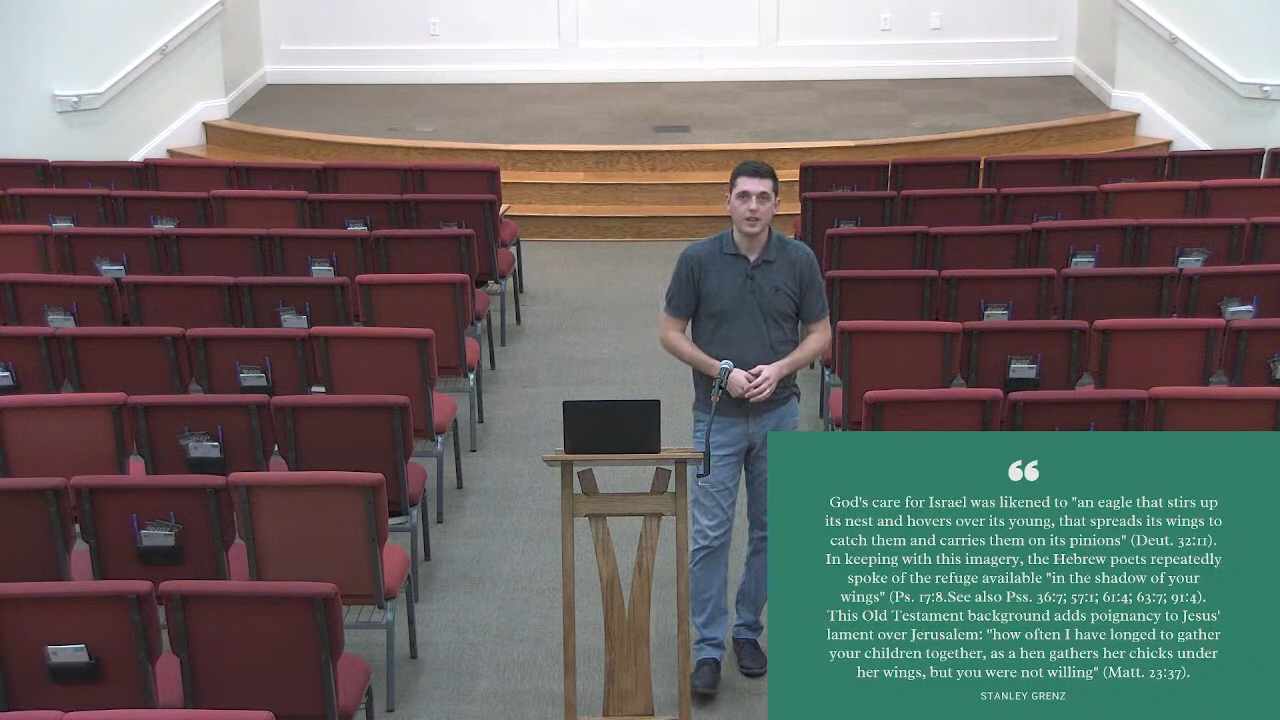 ❝
God's care for Israel was likened to "an eagle that stirs up
its nest and hovers over its young, that spreads its wings to
catch them and carries them on its pinions" (Deut. 32:11).
In keeping with this imagery, the Hebrew poets repeatedly
spoke of the refuge available "in the shadow of your
wings" (Ps. 17:8.See also Pss. 36:7; 57:1; 61:4; 63:7; 91:4).
This Old Testament background adds poignancy to Jesus'
lament over Jerusalem: "how often I have longed to gather
your children together, as a hen gathers her chicks under
her wings, but you were not willing" (Matt. 23:37).
STANLEY GRENZ